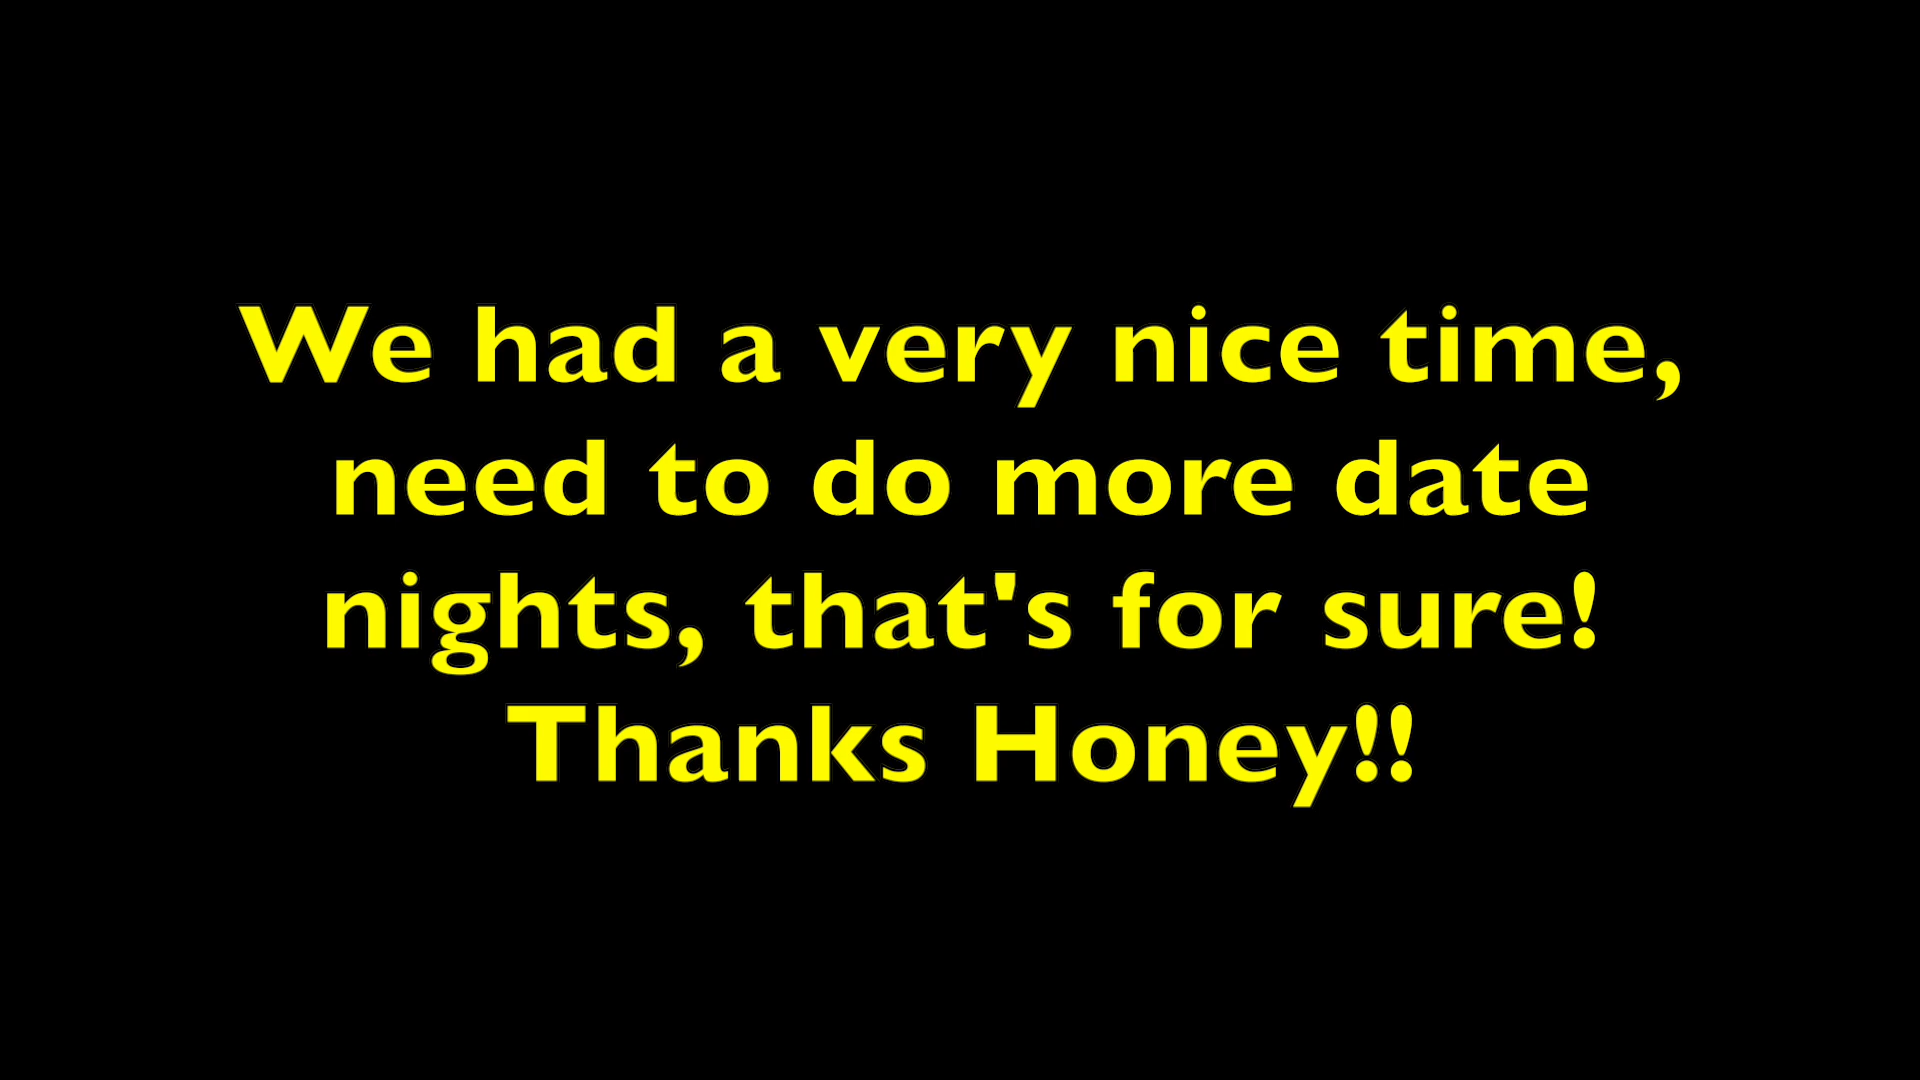 We had a very nice time,
need to do more date
nights, that's for sure!
Thanks Honey!!